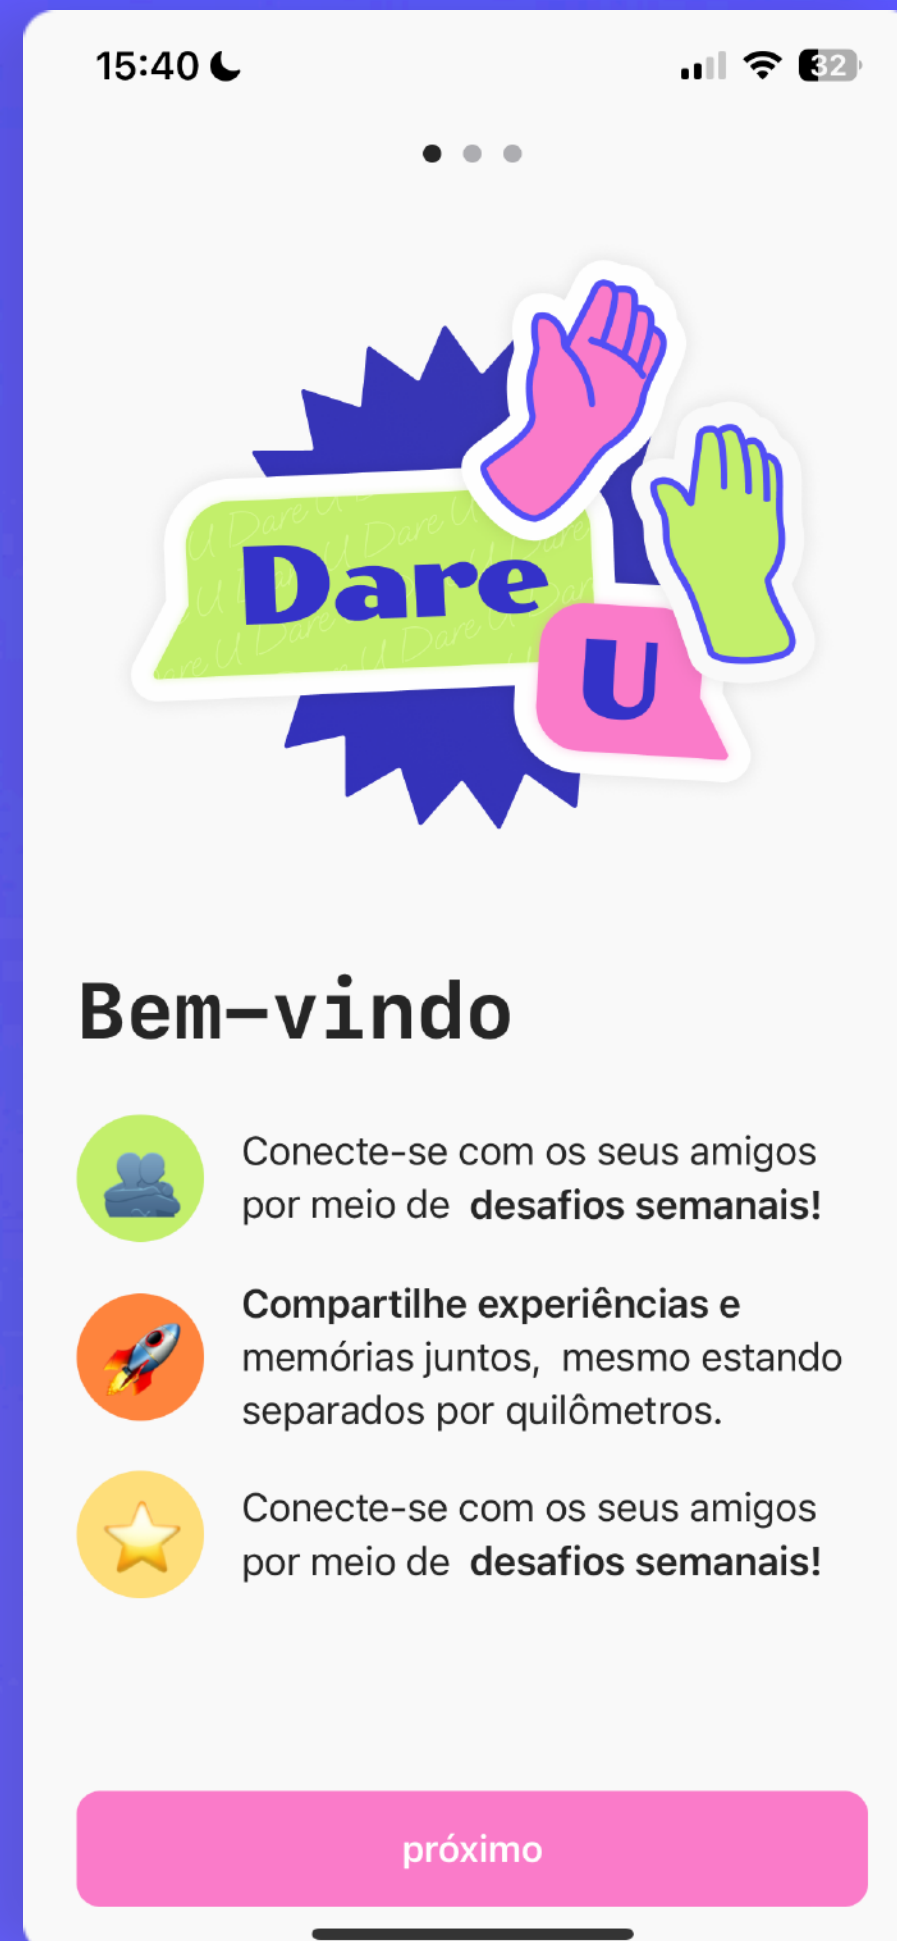 15:40
32
Dare
U
Bem-vindo
Conecte-se com os seus amigos
por meio de desafios semanais!
Compartilhe experiências e
memórias juntos, mesmo estando
separados por quilômetros.
Conecte-se com os seus amigos
por meio de desafios semanais!
próximo